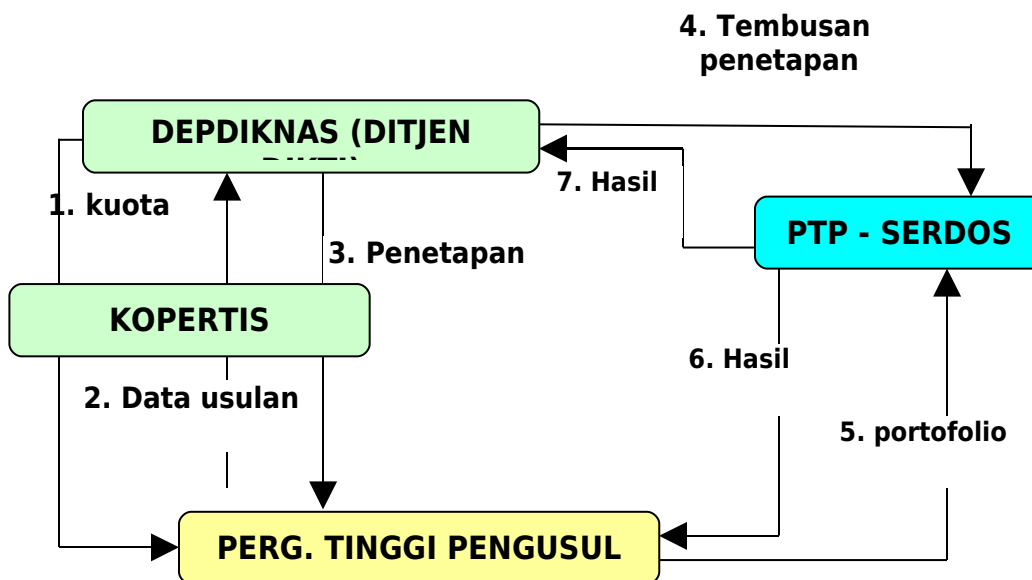 4. Tembusan
penetapan
DEPDIKNAS (DITJEN
7. Hasil
1. kuota
PTP - SERDOS
3. Penetapan
KOPERTIS
6. Hasil
2. Data usulan
5. portofolio
PERG. TINGGI PENGUSUL